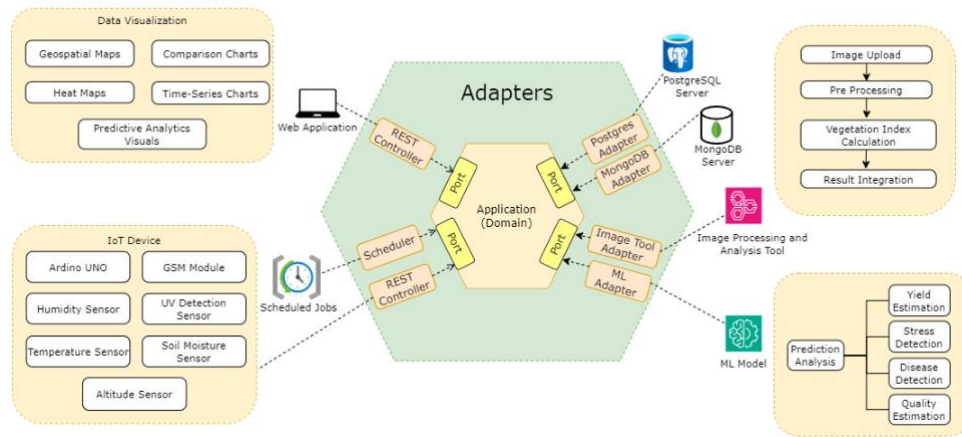 Data Visualization
Geospatial Maps
Comparison Charts
Heat Maps
Time-Series Charts
Predictive Analytics
Visuals
Web Application
REST
Controller
Adapters
PostgreSQL
Server
Postgres
Adapter
MongoDB
Adapter
MongoDB
Server
Port
Port
Application
(Domain)
Port
Port
Image Upload
Pre Processing
Vegetation Index
Calculation
Result Integration
IoT Device
Ardino UNO
GSM Module
Humidity Sensor
UV Detection
Sensor
Temperature Sensor
Soil Moisture
Sensor
Altitude Sensor
Scheduled Jobs
Scheduler
REST
Controller
Image Tool
Adapter
ML
Adapter
Image Processing and
Analysis Tool
ML Model
Prediction
Analysis
Yield
Estimation
Stress
Detection
Disease
Detection
Quality
Estimation